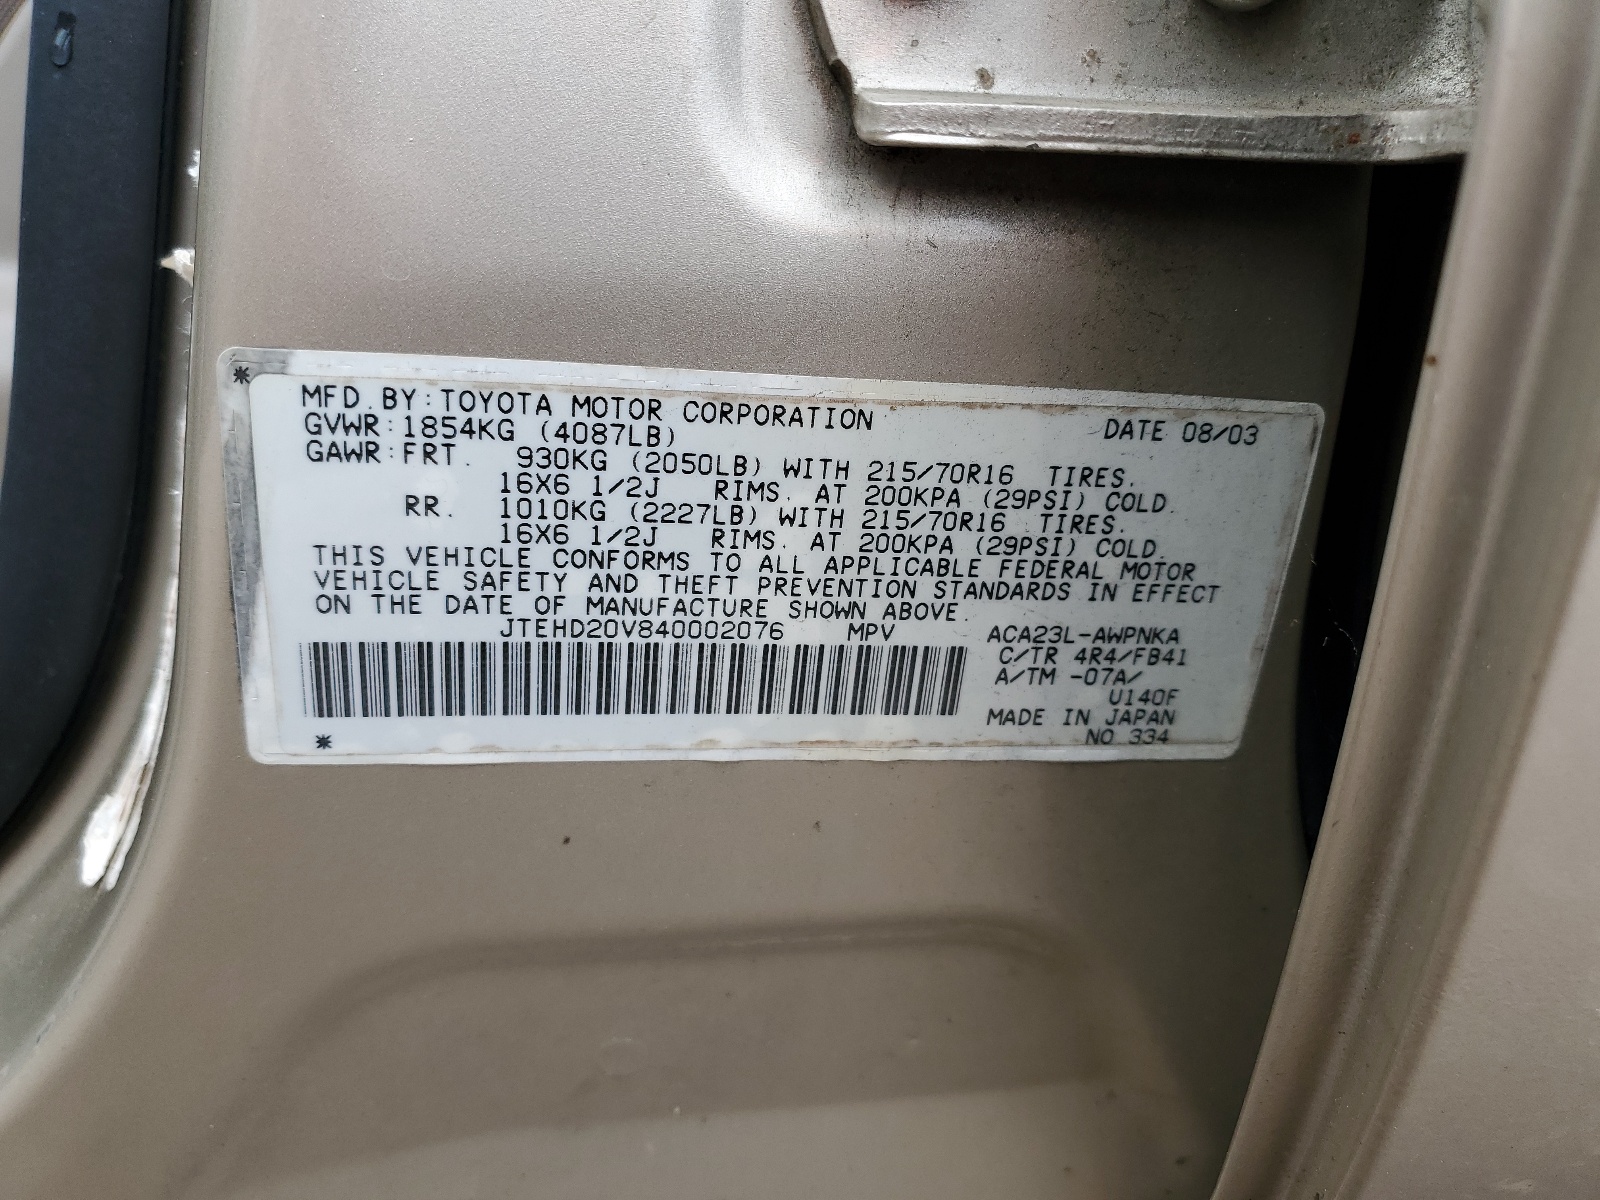 MFD. BY: TOYOTA MOTOR CORPORATION DATE 08/03
GVWR: 1854KG (4087LB)
GAWR: FRT. 930KG (2050LB) WITH 215/70R16 TIRES.
16X6 1/2J RIMS. AT 200KPA (29PSI) COLD.
RR. 1010KG (2227LB) WITH 215/70R16 TIRES.
16X6 1/2J RIMS. AT 200KPA (29PSI) COLD.
THIS VEHICLE CONFORMS TO ALL APPLICABLE FEDERAL MOTOR
VEHICLE SAFETY AND THEFT PREVENTION STANDARDS IN EFFECT
ON THE DATE OF MANUFACTURE SHOWN ABOVE.
JTEHD20V840002076 MPV ACA23L-AWPNKA
C/TR 4R4/FB41
A/TM -07A/
U140F
MADE IN JAPAN
NO 334